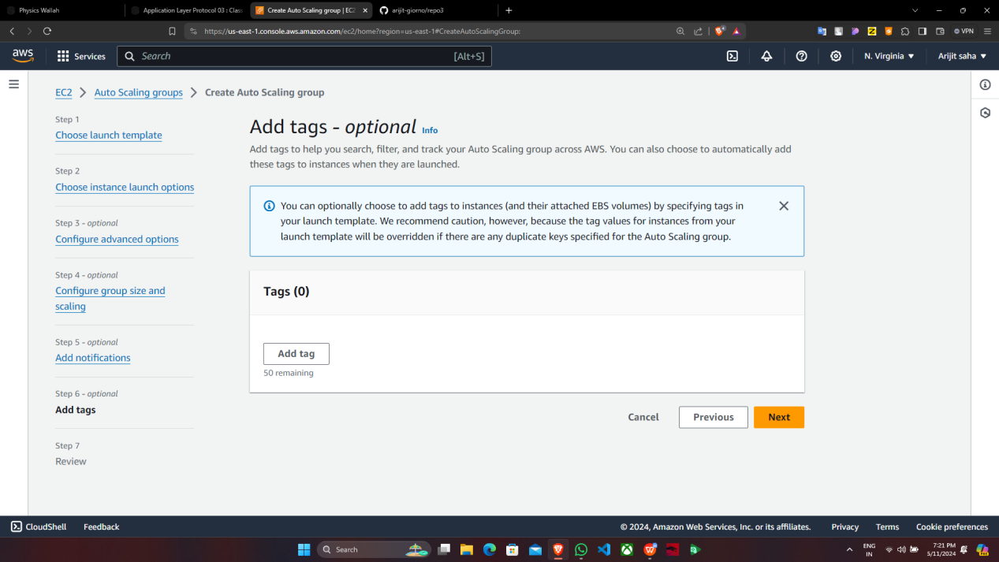 Physics Wallah
Application Layer Protocol 03 : Class
Create Auto Scaling group | EC2
arijit-giorno/repo3
https://us-east-1.console.aws.amazon.com/ec2/home?region=us-east-1#CreateAutoScalingGroup:
VPN
aws
Services
Search
[Alt+S]
N. Virginia
Arijit saha
EC2
Auto Scaling groups
Create Auto Scaling group
Step 1
Choose launch template
Step 2
Choose instance launch options
Step 3 - optional
Configure advanced options
Step 4 - optional
Configure group size and
scaling
Step 5 - optional
Add notifications
Step 6 - optional
Add tags
Step 7
Review
Add tags - optional Info
Add tags to help you search, filter, and track your Auto Scaling group across AWS. You can also choose to automatically add
these tags to instances when they are launched.
You can optionally choose to add tags to instances (and their attached EBS volumes) by specifying tags in
your launch template. We recommend caution, however, because the tag values for instances from your
launch template will be overridden if there are any duplicate keys specified for the Auto Scaling group.
Tags (0)
Add tag
50 remaining
Cancel
Previous
Next
CloudShell
Feedback
© 2024, Amazon Web Services, Inc. or its affiliates.
Privacy
Terms
Cookie preferences
Search
ENG
IN
7:21 PM
5/11/2024